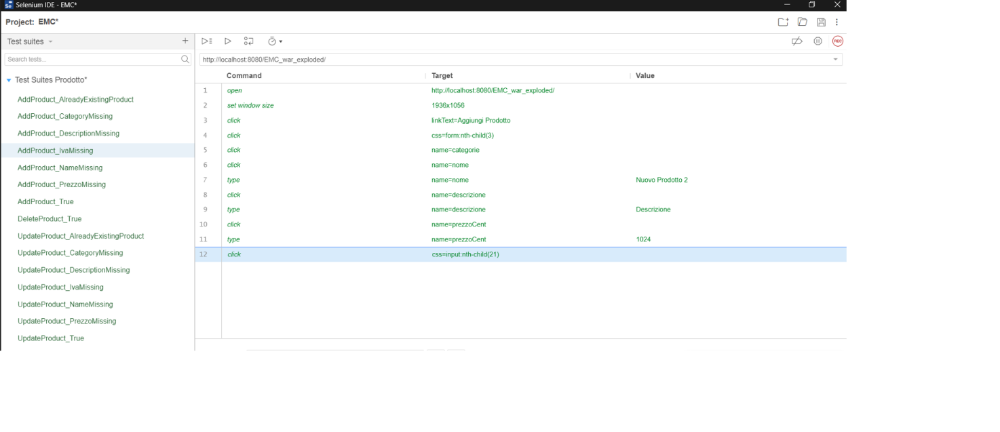 Se Selenium IDE - EMC*
Project: EMC*
Test suites
Search tests...
Test Suites Prodotto*
AddProduct_AlreadyExistingProduct
AddProduct_CategoryMissing
AddProduct_DescriptionMissing
AddProduct_IvaMissing
AddProduct_NameMissing
AddProduct_PrezzoMissing
AddProduct_True
DeleteProduct_True
UpdateProduct_AlreadyExistingProduct
UpdateProduct_CategoryMissing
UpdateProduct_DescriptionMissing
UpdateProduct_IvaMissing
UpdateProduct_NameMissing
UpdateProduct_PrezzoMissing
UpdateProduct_True
REC
http://localhost:8080/EMC_war_exploded/
Command Target Value
1 open http://localhost:8080/EMC_war_exploded/
2 set window size 1936x1056
3 click linkText=Aggiungi Prodotto
4 click css=form:nth-child(3)
5 click name=categorie
6 click name=nome
7 type name=nome Nuovo Prodotto 2
8 click name=descrizione
9 type name=descrizione Descrizione
10 click name=prezzoCent
11 type name=prezzoCent 1024
12 click css=input:nth-child(21)